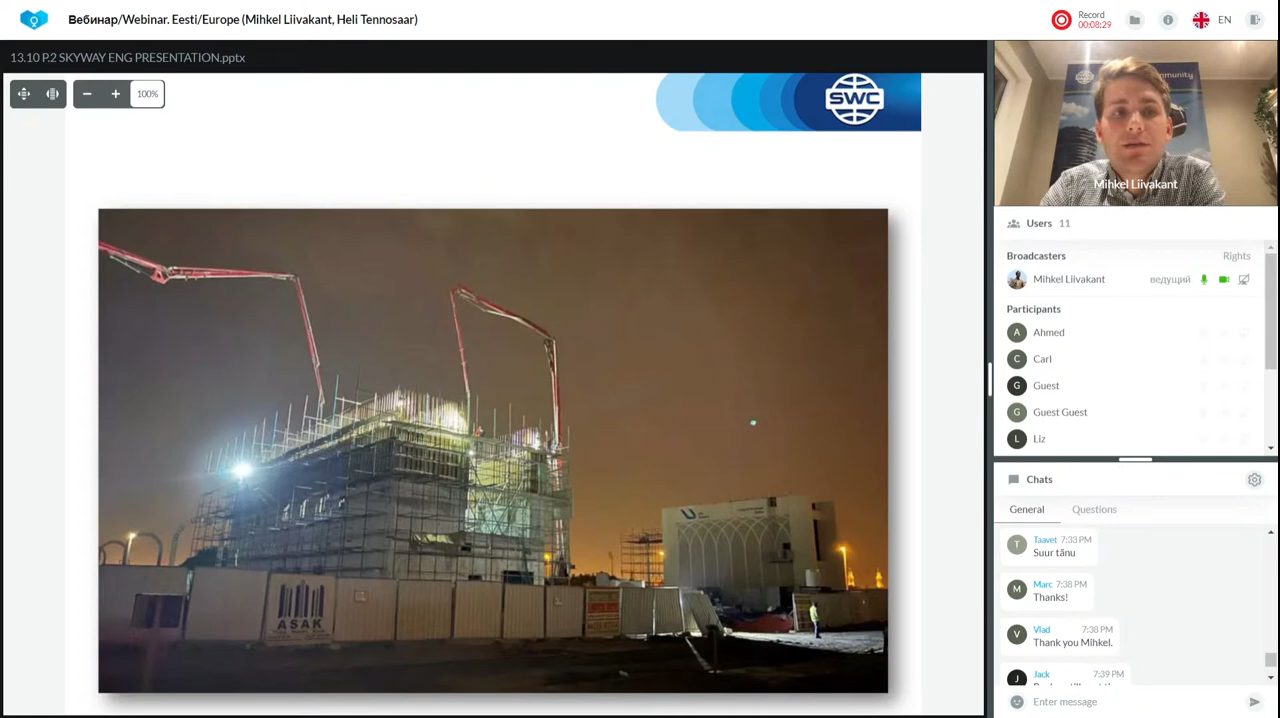 Вебинар/Webinar. Eesti/Europe (Mihkel Liivakant, Heli Tennosaar)
Record
00:08:29
EN
13.10 P.2 SKYWAY ENG PRESENTATION.pptx
100%
SWC
ASAK
mmunity
Mihkel Liivakant
Users 11
Broadcasters Rights
Mihkel Liivakant ведущий
Participants
A Ahmed
C Carl
G Guest
G Guest Guest
L Liz
Chats
General Questions
T Taavet 7:33 PM
Suur tänu
M Marc 7:38 PM
Thanks!
V Vlad 7:38 PM
Thank you Mihkel.
J Jack 7:39 PM
Enter message